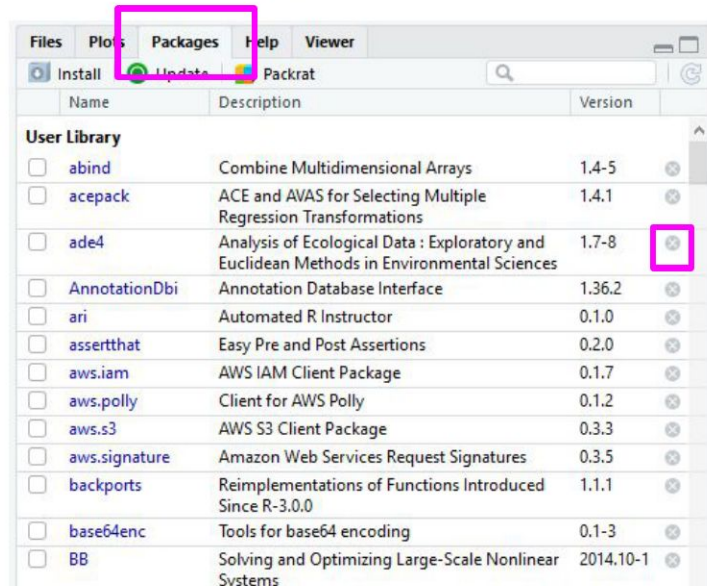 Files Plots Packages Help Viewer
Install Update Packrat
Name Description Version
User Library
abind Combine Multidimensional Arrays 1.4-5
acepack ACE and AVAS for Selecting Multiple 1.4.1
Regression Transformations
ade4 Analysis of Ecological Data : Exploratory and 1.7-8
Euclidean Methods in Environmental Sciences
AnnotationDbi Annotation Database Interface 1.36.2
ari Automated R Instructor 0.1.0
assertthat Easy Pre and Post Assertions 0.2.0
aws.iam AWS IAM Client Package 0.1.7
aws.polly Client for AWS Polly 0.1.2
aws.s3 AWS S3 Client Package 0.3.3
aws.signature Amazon Web Services Request Signatures 0.3.5
backports Reimplementations of Functions Introduced 1.1.1
Since R-3.0.0
base64enc Tools for base64 encoding 0.1-3
BB Solving and Optimizing Large-Scale Nonlinear 2014.10-1
Systems